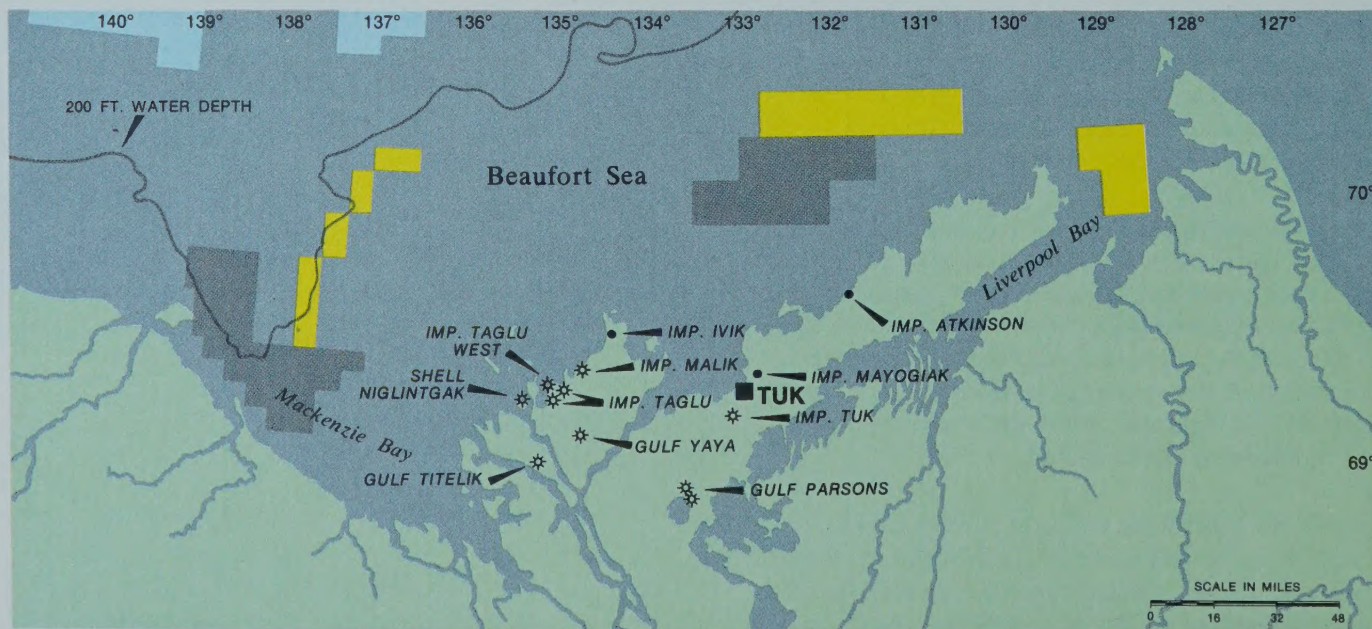 140° 139° 138° 137° 136° 135° 134° 133° 132° 131° 130° 129° 128° 127°
200 FT. WATER DEPTH
Beaufort Sea
70°
Liverpool Bay
IMP. TAGLU
WEST
IMP. IVIK
IMP. ATKINSON
IMP. MALIK
SHELL
NIGLINTGAK
IMP. MAYOGIAK
TUK
IMP. TAGLU
IMP. TUK
Mackenzie Bay
GULF YAYA
69°
GULF TITELIK
GULF PARSONS
SCALE IN MILES
0 16 32 48